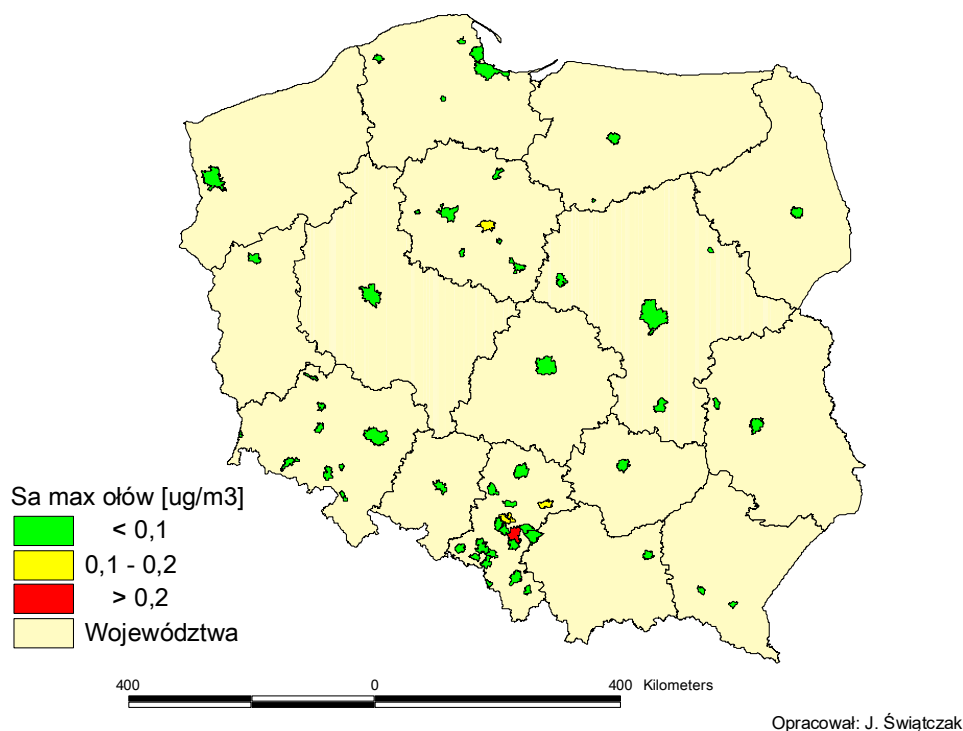 Sa max ołów [ug/m3]
< 0,1
0,1 - 0,2
> 0,2
Województwa
400 0 400 Kilometers
Opracował: J. Świątczak